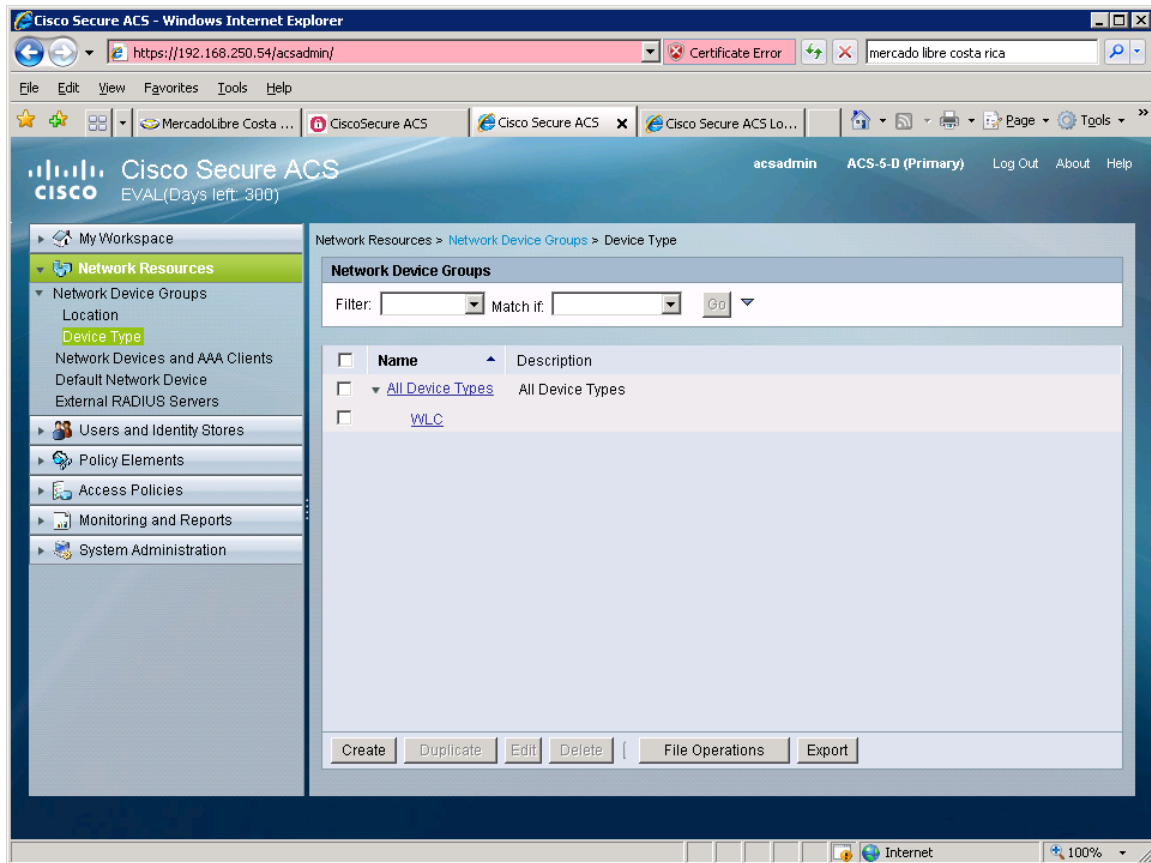 Cisco Secure ACS - Windows Internet Explorer
https://192.168.250.54/acsadmin/
Certificate Error
mercado libre costa rica
File Edit View Favorites Tools Help
MercadoLibre Costa ...
CiscoSecure ACS
Cisco Secure ACS
Cisco Secure ACS Lo...
Page
Tools
CISCO
Cisco Secure ACS
EVAL(Days left: 300)
acsadmin
ACS-5-D (Primary)
Log Out
About
Help
My Workspace
Network Resources
Network Device Groups
Location
Device Type
Network Devices and AAA Clients
Default Network Device
External RADIUS Servers
Users and Identity Stores
Policy Elements
Access Policies
Monitoring and Reports
System Administration
Network Resources > Network Device Groups > Device Type
Network Device Groups
Filter:
Match if:
Go
Name
Description
All Device Types
All Device Types
WLC
Create
Duplicate
Edit
Delete
File Operations
Export
Internet
100%